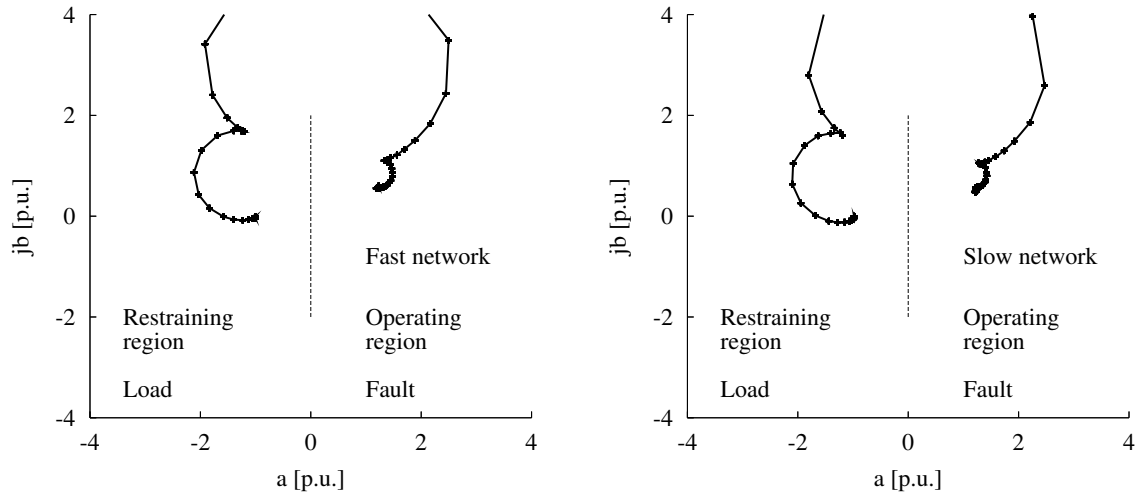 4
2
0
-2
-4
jb [p.u.]
Fast network
Restraining
region
Operating
region
Load
Fault
-4
-2
0
2
4
a [p.u.]
4
2
0
-2
-4
jb [p.u.]
Slow network
Restraining
region
Operating
region
Load
Fault
-4
-2
0
2
4
a [p.u.]